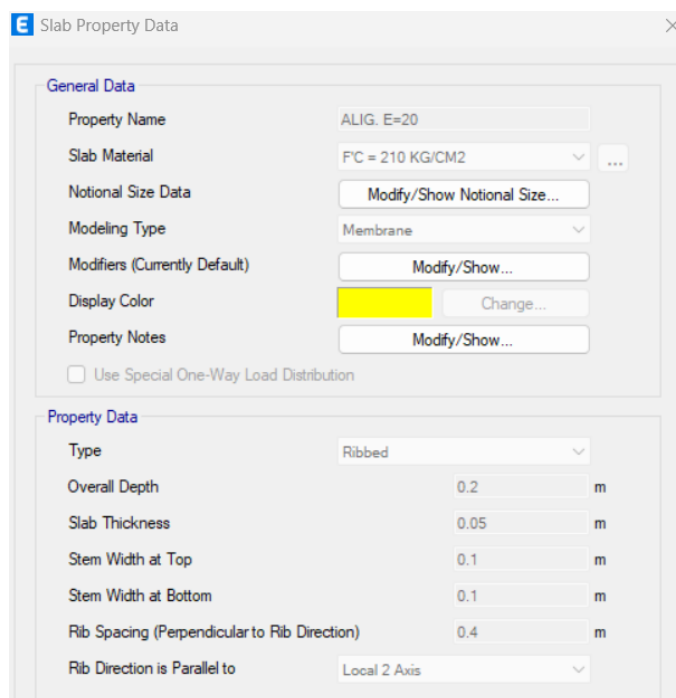 E Slab Property Data
General Data
Property Name ALIG. E=20
Slab Material F'C = 210 KG/CM2 ...
Notional Size Data Modify/Show Notional Size...
Modeling Type Membrane
Modifiers (Currently Default) Modify/Show...
Display Color Change...
Property Notes Modify/Show...
Use Special One-Way Load Distribution
Property Data
Type Ribbed
Overall Depth 0.2 m
Slab Thickness 0.05 m
Stem Width at Top 0.1 m
Stem Width at Bottom 0.1 m
Rib Spacing (Perpendicular to Rib Direction) 0.4 m
Rib Direction is Parallel to Local 2 Axis